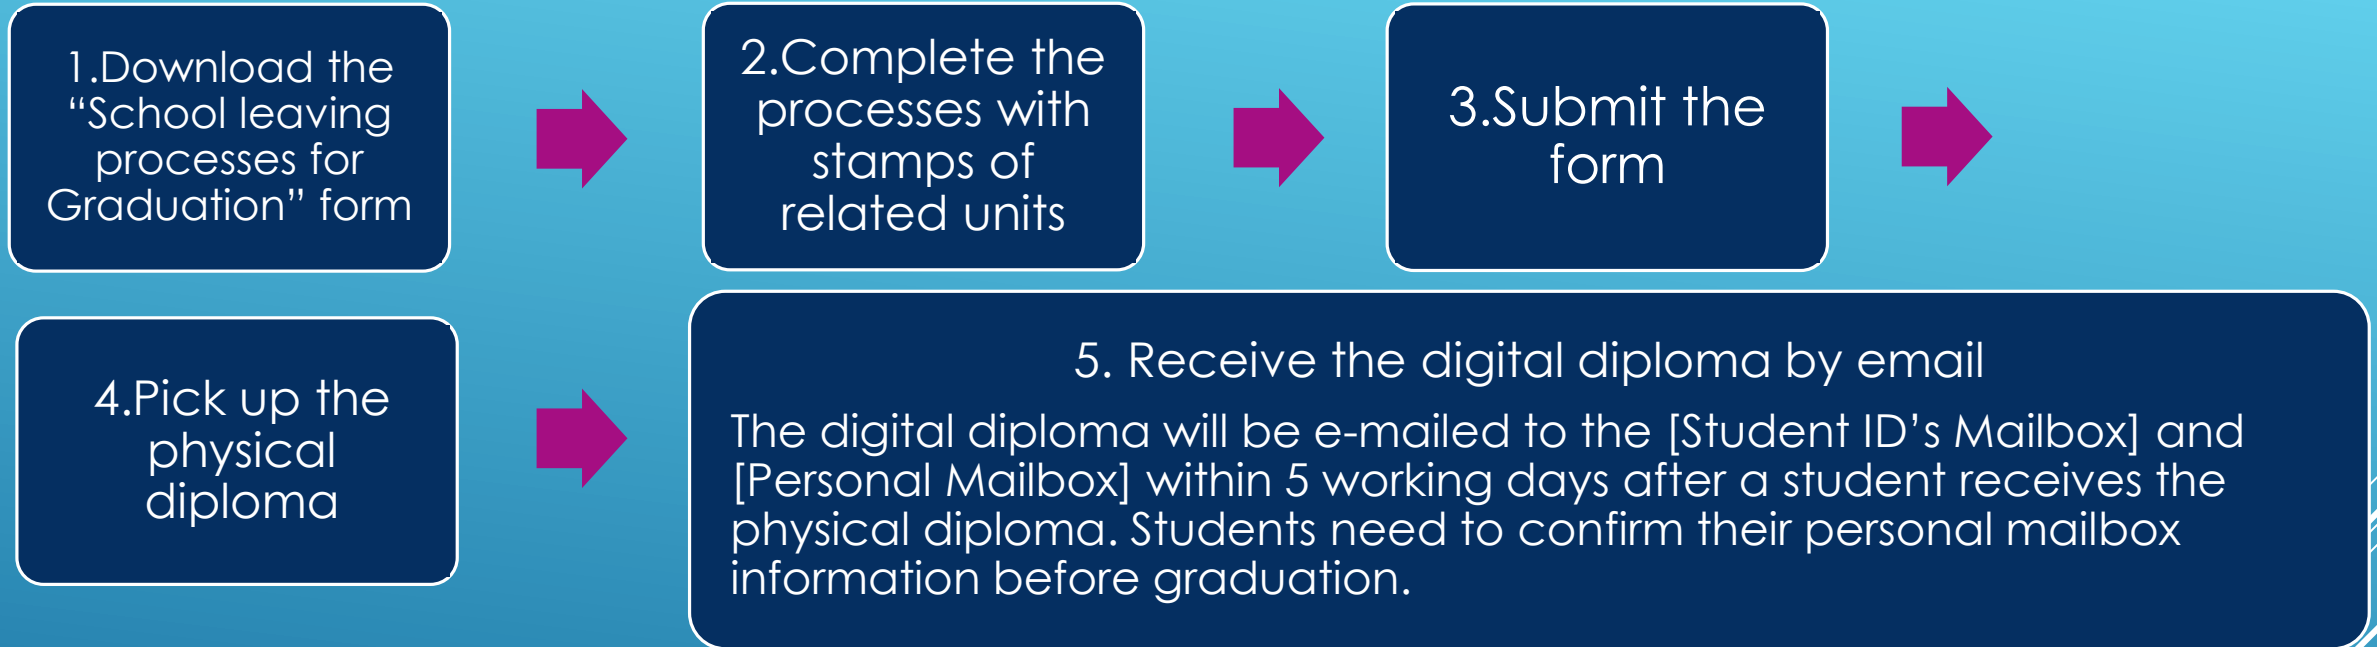 1.Download the
“School leaving
processes for
Graduation” form
2.Complete the
processes with
stamps of
related units
3.Submit the
form
4.Pick up the
physical
diploma
5. Receive the digital diploma by email
The digital diploma will be e-mailed to the [Student ID’s Mailbox] and
[Personal Mailbox] within 5 working days after a student receives the
physical diploma. Students need to confirm their personal mailbox
information before graduation.